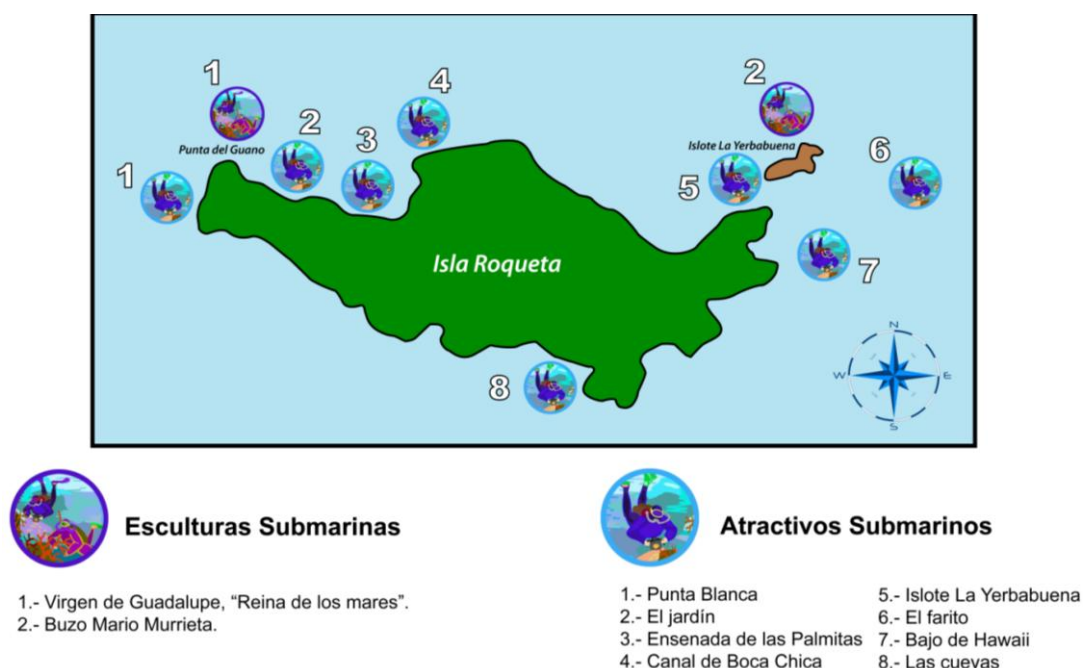 1
2
4
2
3
Punta del Guano
Islote La Yerbabuena
6
1
5
Isla Roqueta
7
8
N
W
E
S
Esculturas Submarinas
1.- Virgen de Guadalupe, “Reina de los mares”.
2.- Buzo Mario Murrieta.
Atractivos Submarinos
1.- Punta Blanca
2.- El jardín
3.- Ensenada de las Palmitas
4.- Canal de Boca Chica
5.- Islote La Yerbabuena
6.- El farito
7.- Bajo de Hawaii
8.- Las cuevas